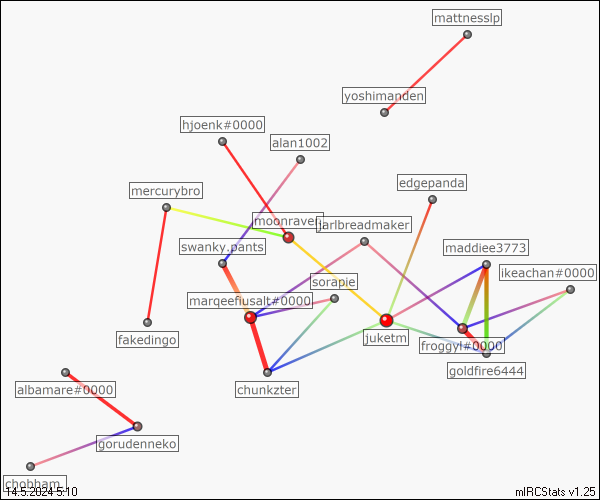 mattnesslp
yoshimanden
hjoenk#0000
alan1002
edgepanda
mercurybro
moonraven
jarlbreadmaker
swanky.pants
maddiee3773
sorapie
ikeachan#0000
marqeefiusalt#0000
fakedingo
juketm
froggyl#0000
goldfire6444
albamare#0000
chunkzter
gorudenneko
chobham_
14.5.2024 5:10
mIRCStats v1.25